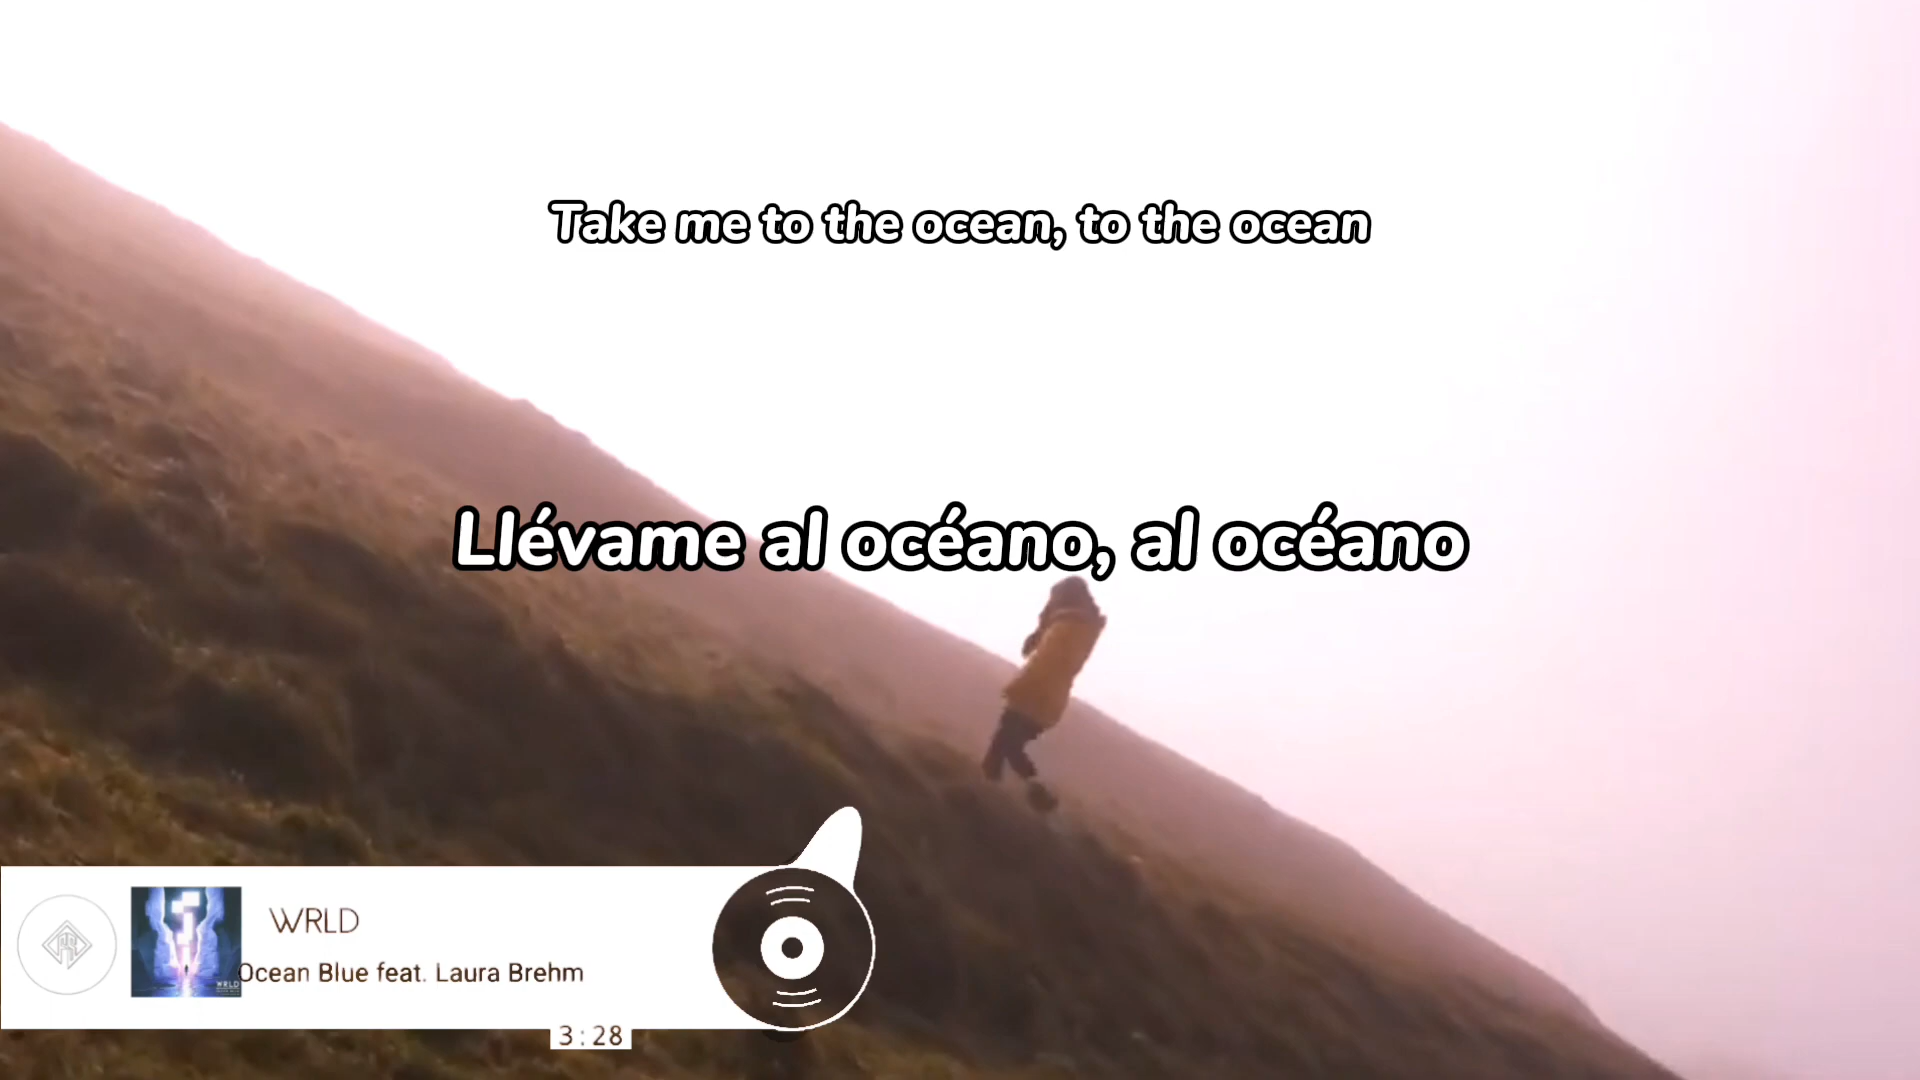 Take me to the ocean, to the ocean
Llévame al océano, al océano
WRLD
Ocean Blue feat. Laura Brehm
WRLD
3:28